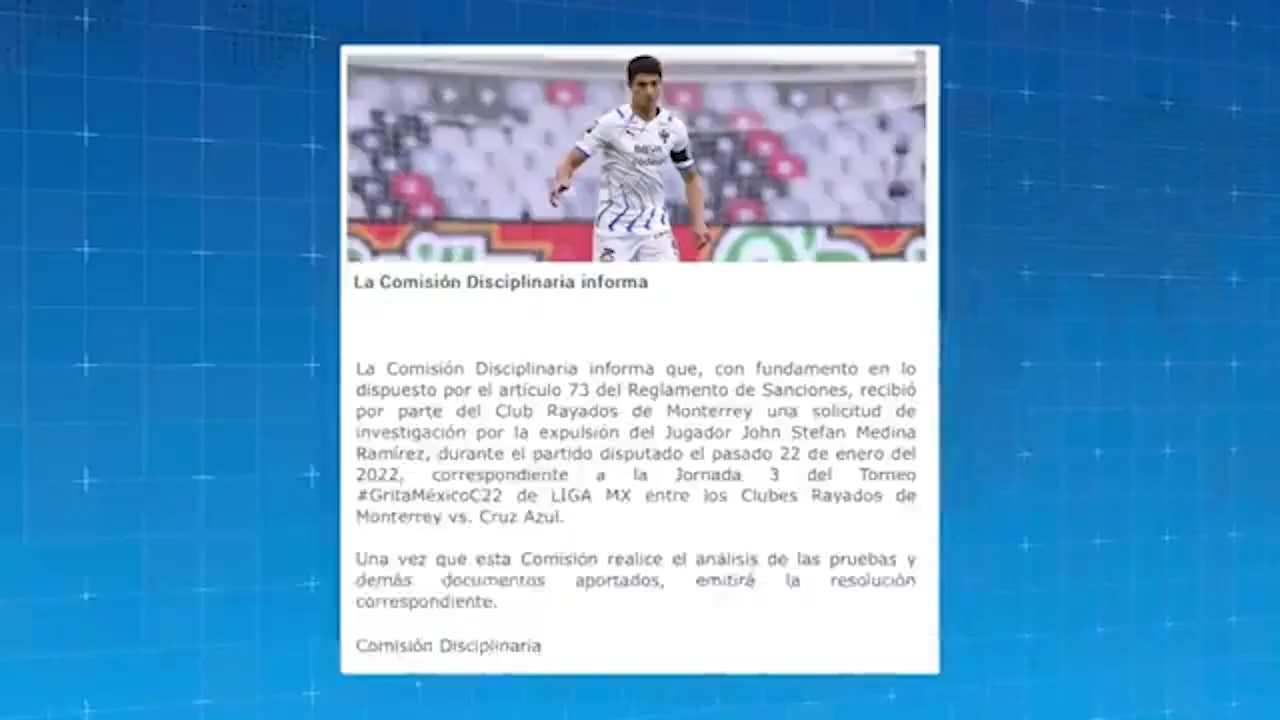 BBVA
La Comisión Disciplinaria informa
La Comisión Disciplinaria informa que, con fundamento en lo
dispuesto por el artículo 73 del Reglamento de Sanciones, recibió
por parte del Club Rayados de Monterrey una solicitud de
investigación por la expulsión del Jugador John Stefan Medina
Ramírez, durante el partido disputado el pasado 22 de enero del
2022, correspondiente a la Jornada 3 del Torneo
#GritaMéxicoC22 de LIGA MX entre los Clubes Rayados de
Monterrey vs. Cruz Azul.
Una vez que esta Comisión realice el análisis de las pruebas y
demás documentos aportados, emitirá la resolución
correspondiente.
Comisión Disciplinaria